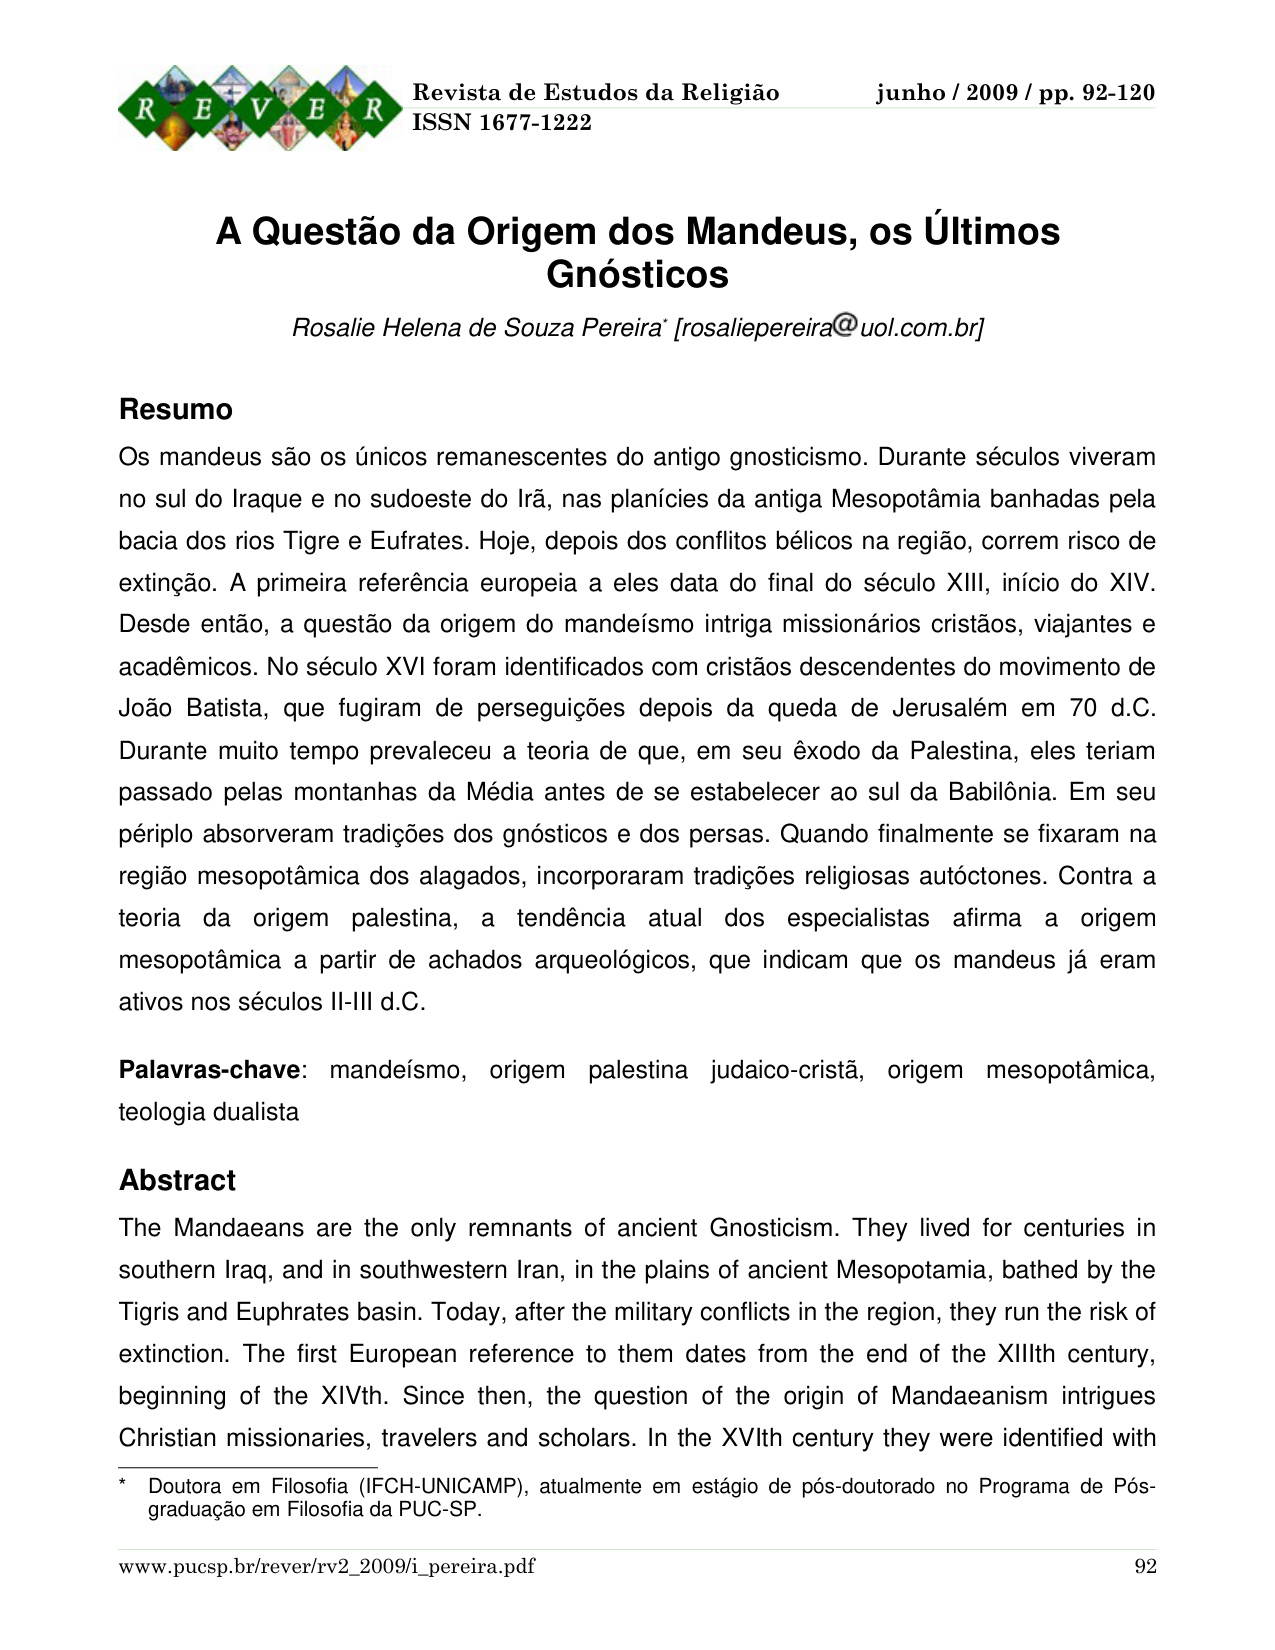 R E V E R
Revista de Estudos da Religião junho / 2009 / pp. 92-120
ISSN 1677-1222
A Questão da Origem dos Mandeus, os Últimos
Gnósticos
Rosalie Helena de Souza Pereira* [rosaliepereira@uol.com.br]
Resumo
Os mandeus são os únicos remanescentes do antigo gnosticismo. Durante séculos viveram
no sul do Iraque e no sudoeste do Irã, nas planícies da antiga Mesopotâmia banhadas pela
bacia dos rios Tigre e Eufrates. Hoje, depois dos conflitos bélicos na região, correm risco de
extinção. A primeira referência europeia a eles data do final do século XIII, início do XIV.
Desde então, a questão da origem do mandeísmo intriga missionários cristãos, viajantes e
acadêmicos. No século XVI foram identificados com cristãos descendentes do movimento de
João Batista, que fugiram de perseguições depois da queda de Jerusalém em 70 d.C.
Durante muito tempo prevaleceu a teoria de que, em seu êxodo da Palestina, eles teriam
passado pelas montanhas da Média antes de se estabelecer ao sul da Babilônia. Em seu
périplo absorveram tradições dos gnósticos e dos persas. Quando finalmente se fixaram na
região mesopotâmica dos alagados, incorporaram tradições religiosas autóctones. Contra a
teoria da origem palestina, a tendência atual dos especialistas afirma a origem
mesopotâmica a partir de achados arqueológicos, que indicam que os mandeus já eram
ativos nos séculos II-III d.C.
Palavras-chave: mandeísmo, origem palestina judaico-cristã, origem mesopotâmica,
teologia dualista
Abstract
The Mandaeans are the only remnants of ancient Gnosticism. They lived for centuries in
southern Iraq, and in southwestern Iran, in the plains of ancient Mesopotamia, bathed by the
Tigris and Euphrates basin. Today, after the military conflicts in the region, they run the risk of
extinction. The first European reference to them dates from the end of the XIIIth century,
beginning of the XIVth. Since then, the question of the origin of Mandaeanism intrigues
Christian missionaries, travelers and scholars. In the XVIth century they were identified with
* Doutora em Filosofia (IFCH-UNICAMP), atualmente em estágio de pós-doutorado no Programa de Pós-
graduação em Filosofia da PUC-SP.
www.pucsp.br/rever/rv2_2009/i_pereira.pdf 92